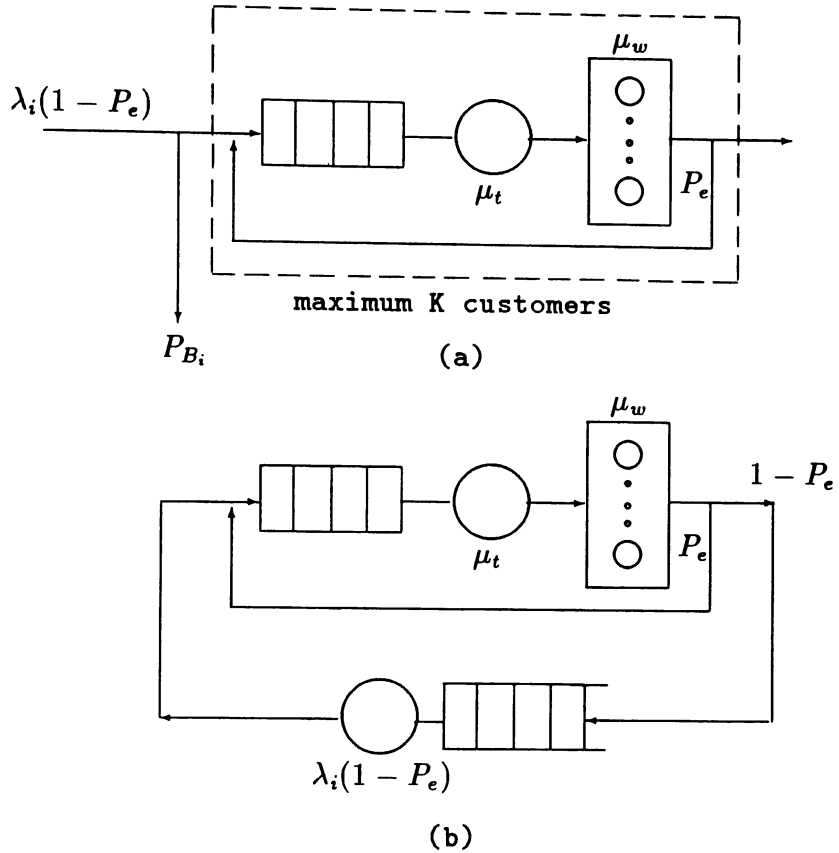 μ_w
λ_i(1 − P_e)
μ_t
P_e
maximum K customers
P_{B_i}
(a)
μ_w
1 − P_e
μ_t
P_e
λ_i(1 − P_e)
(b)